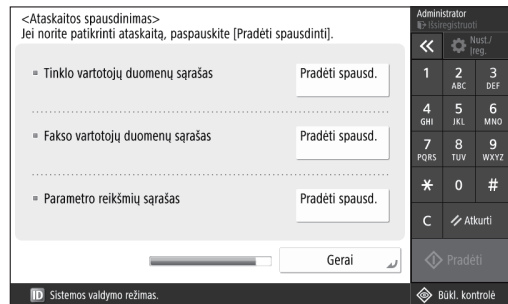 <Ataskaitos spausdinimas>
Jei norite patikrinti ataskaitą, paspauskite [Pradėti spausdinti].
Tinklo vartotojų duomenų sąrašas
Pradėti spausd.
Fakso vartotojų duomenų sąrašas
Pradėti spausd.
Parametro reikšmių sąrašas
Pradėti spausd.
Gerai
ID Sistemos valdymo režimas.
Administrator
Išsiregistruoti
Nust./
Įreg.
1 2 3
ABC DEF
4 5 6
GHI JKL MNO
7 8 9
PQRS TUV WXYZ
* 0 #
C Atkurti
Pradėti
Būkl. kontrolė